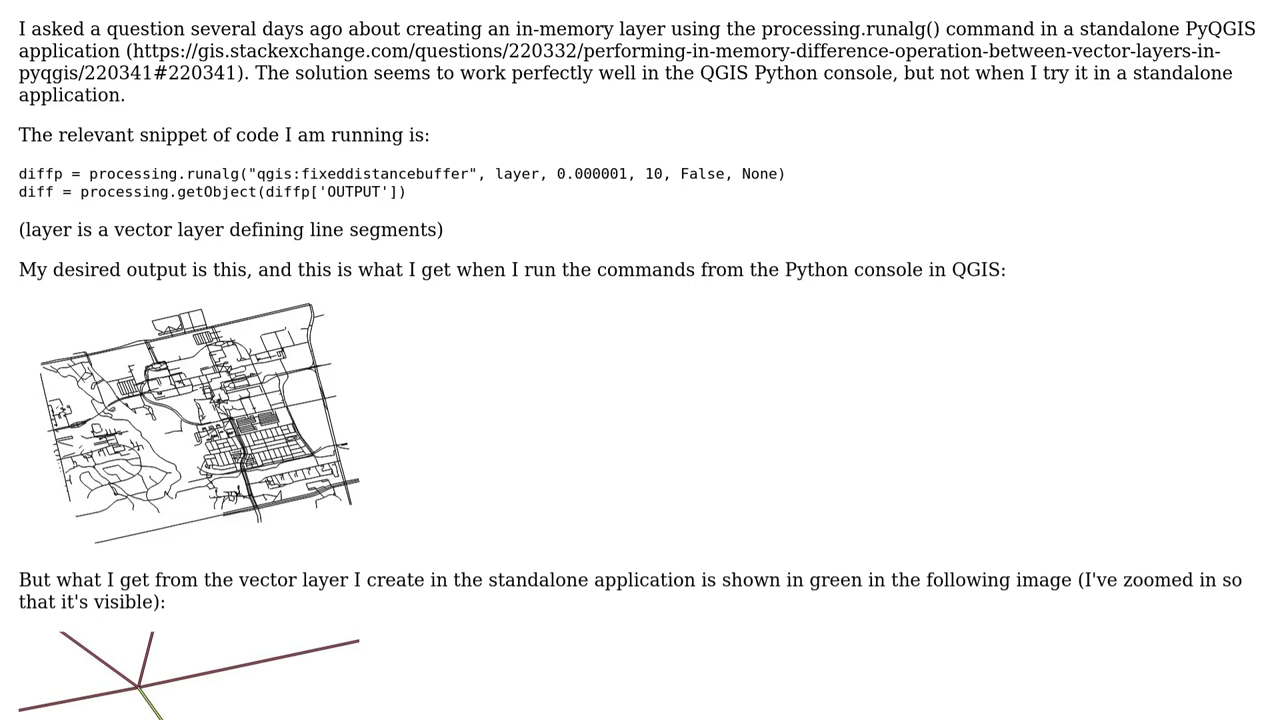 I asked a question several days ago about creating an in-memory layer using the processing.runalg() command in a standalone PyQGIS
application (https://gis.stackexchange.com/questions/220332/performing-in-memory-difference-operation-between-vector-layers-in-
pyqgis/220341#220341). The solution seems to work perfectly well in the QGIS Python console, but not when I try it in a standalone
application.
The relevant snippet of code I am running is:
diffp = processing.runalg("qgis:fixeddistancebuffer", layer, 0.000001, 10, False, None)
diff = processing.getObject(diffp['OUTPUT'])
(layer is a vector layer defining line segments)
My desired output is this, and this is what I get when I run the commands from the Python console in QGIS:
But what I get from the vector layer I create in the standalone application is shown in green in the following image (I've zoomed in so
that it's visible):